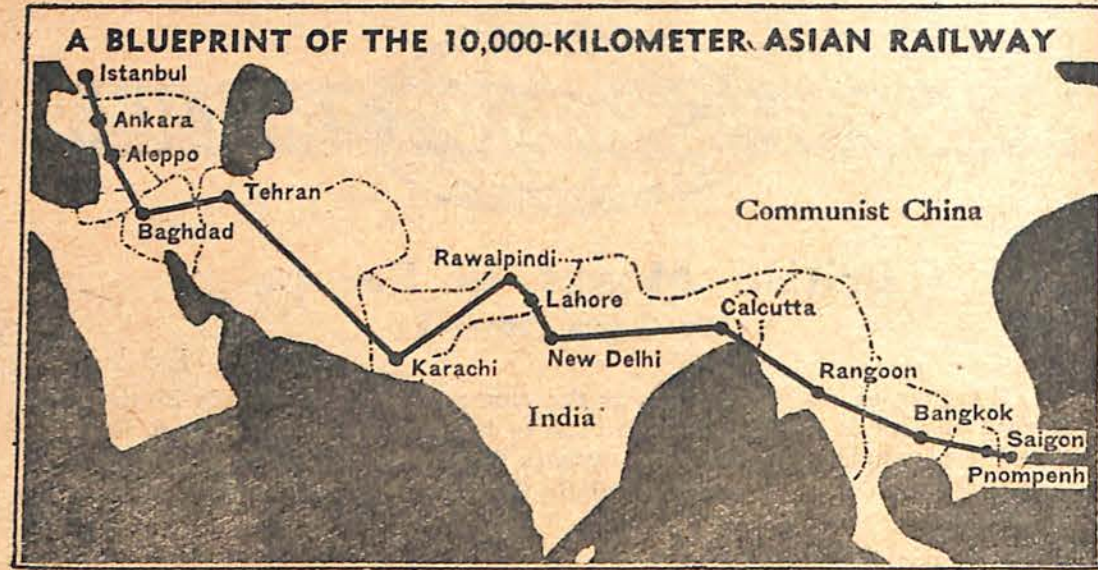 A BLUEPRINT OF THE 10,000-KILOMETER ASIAN RAILWAY
Istanbul
Ankara
Aleppo
Tehran
Baghdad
Communist China
Rawalpindi
Lahore
Calcutta
Karachi
New Delhi
Rangoon
India
Bangkok
Saigon
Pnompenh